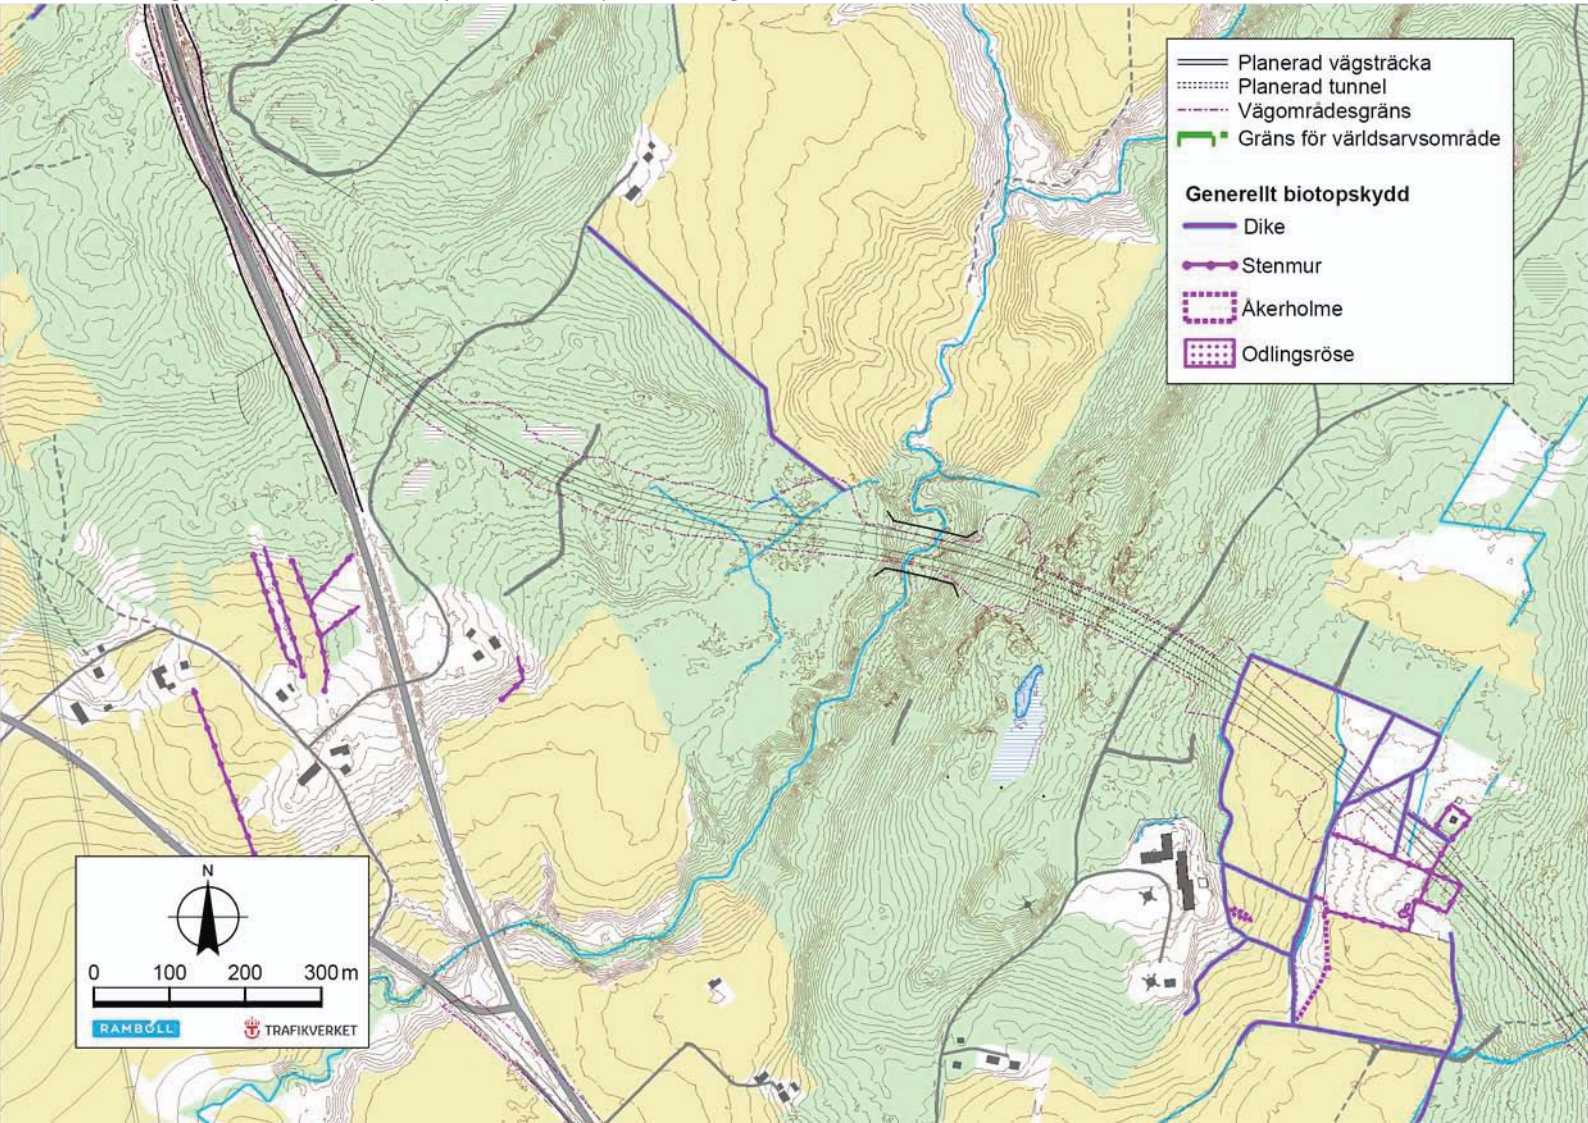 Planerad vägsträcka
Planerad tunnel
Vägområdesgräns
Gräns för världsarvsområde
Generellt biotopskydd
Dike
Stenmur
Åkerholme
Odlingsröse
N
0 100 200 300 m
RAMBOLL
TRAFIKVERKET